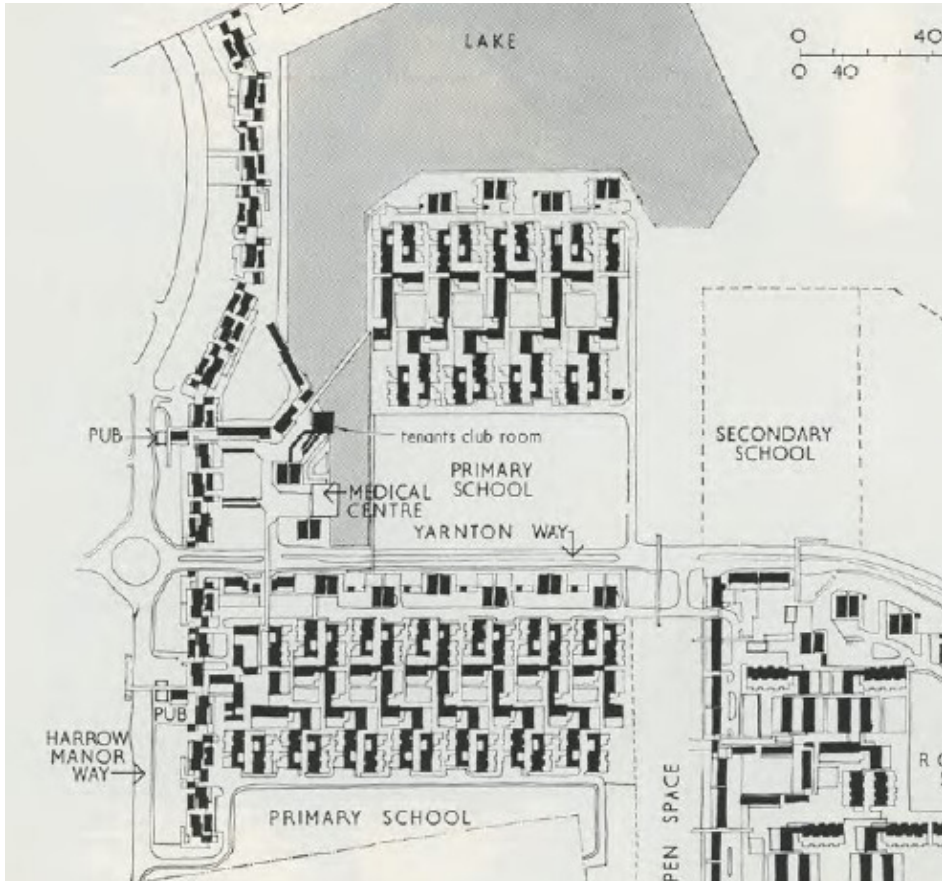 LAKE
0 40
0 40
PUB
tenants club room
SECONDARY
SCHOOL
PRIMARY
SCHOOL
MEDICAL
CENTRE
YARNTON WAY
PUB
HARROW
MANOR
WAY
PRIMARY SCHOOL
PEN SPACE
R